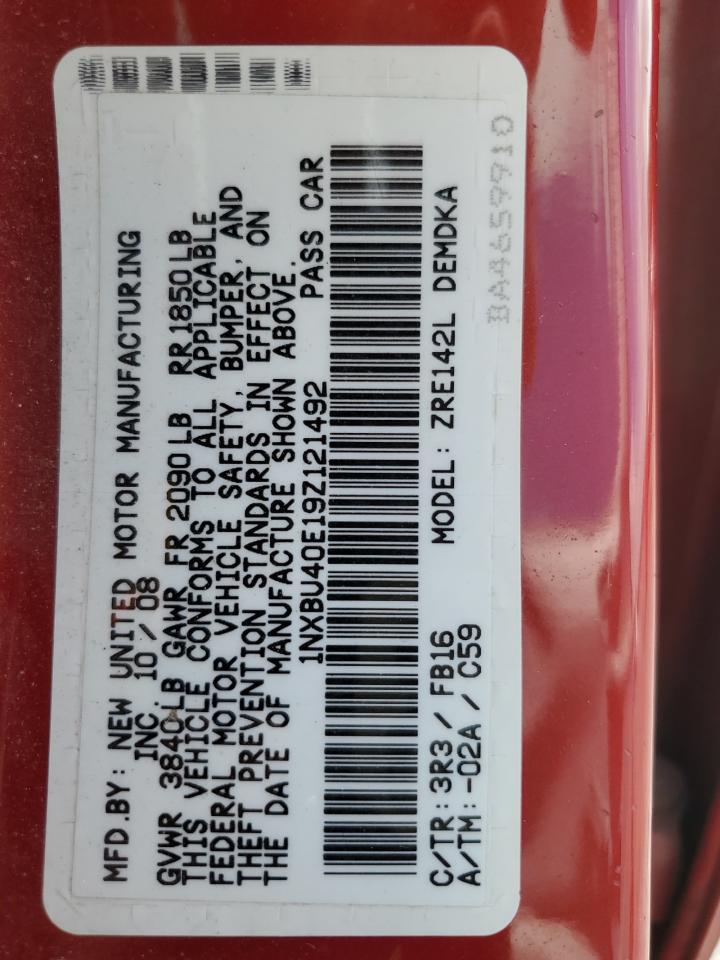 MFD.BY: NEW UNITED MOTOR MANUFACTURING
INC. 10/08
GVWR 3840 LB GAWR FR 2090 LB RR 1850 LB
THIS VEHICLE CONFORMS TO ALL APPLICABLE
FEDERAL MOTOR VEHICLE SAFETY, BUMPER, AND
THEFT PREVENTION STANDARDS IN EFFECT ON
THE DATE OF MANUFACTURE SHOWN ABOVE.
1NXBU40E19Z121492 PASS CAR
C/TR: 3R3/FB16 MODEL: ZRE142L DEMDKA
A/TM: -02A/C59
BA4659910